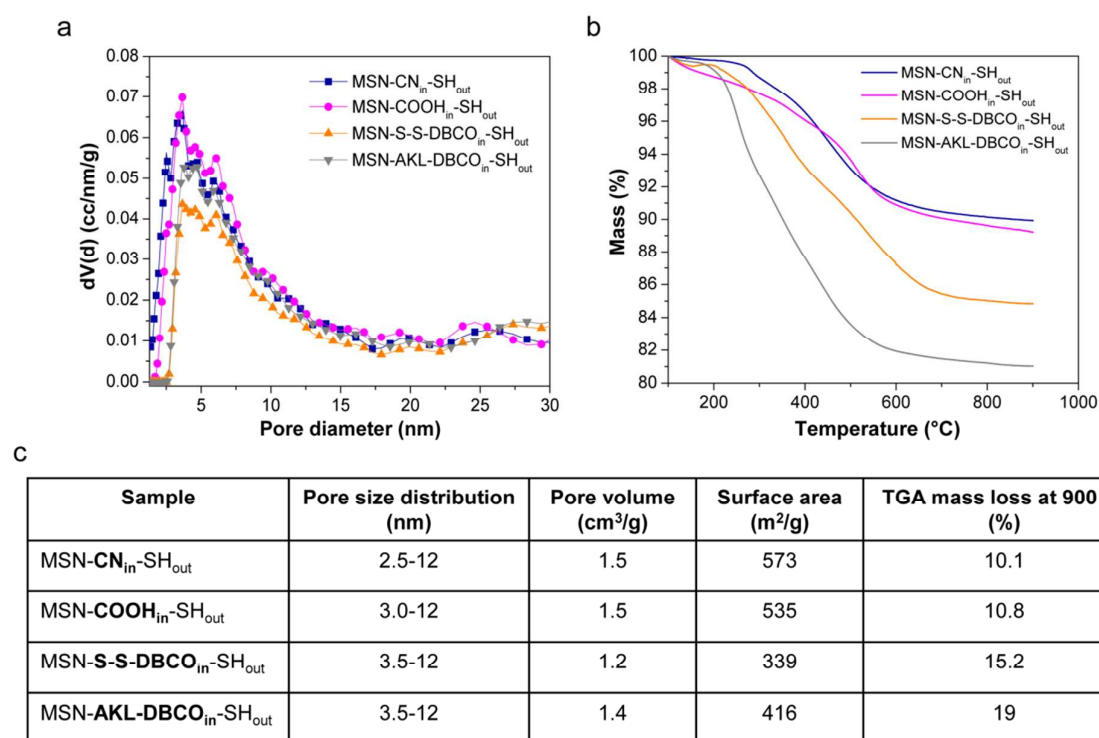 a
0.08
0.07
0.06
0.05
0.04
0.03
0.02
0.01
0.00
dV(d) (cc/nm/g)
5 10 15 20 25 30
Pore diameter (nm)
MSN-CNin-SHout
MSN-COOHin-SHout
MSN-S-S-DBCOin-SHout
MSN-AKL-DBCOin-SHout
b
100
98
96
94
92
90
88
86
84
82
80
Mass (%)
200 400 600 800 1000
Temperature (°C)
MSN-CNin-SHout
MSN-COOHin-SHout
MSN-S-S-DBCOin-SHout
MSN-AKL-DBCOin-SHout
c
Sample Pore size distribution (nm) Pore volume (cm³/g) Surface area (m²/g) TGA mass loss at 900 (%)
MSN-CNin-SHout 2.5-12 1.5 573 10.1
MSN-COOHin-SHout 3.0-12 1.5 535 10.8
MSN-S-S-DBCOin-SHout 3.5-12 1.2 339 15.2
MSN-AKL-DBCOin-SHout 3.5-12 1.4 416 19